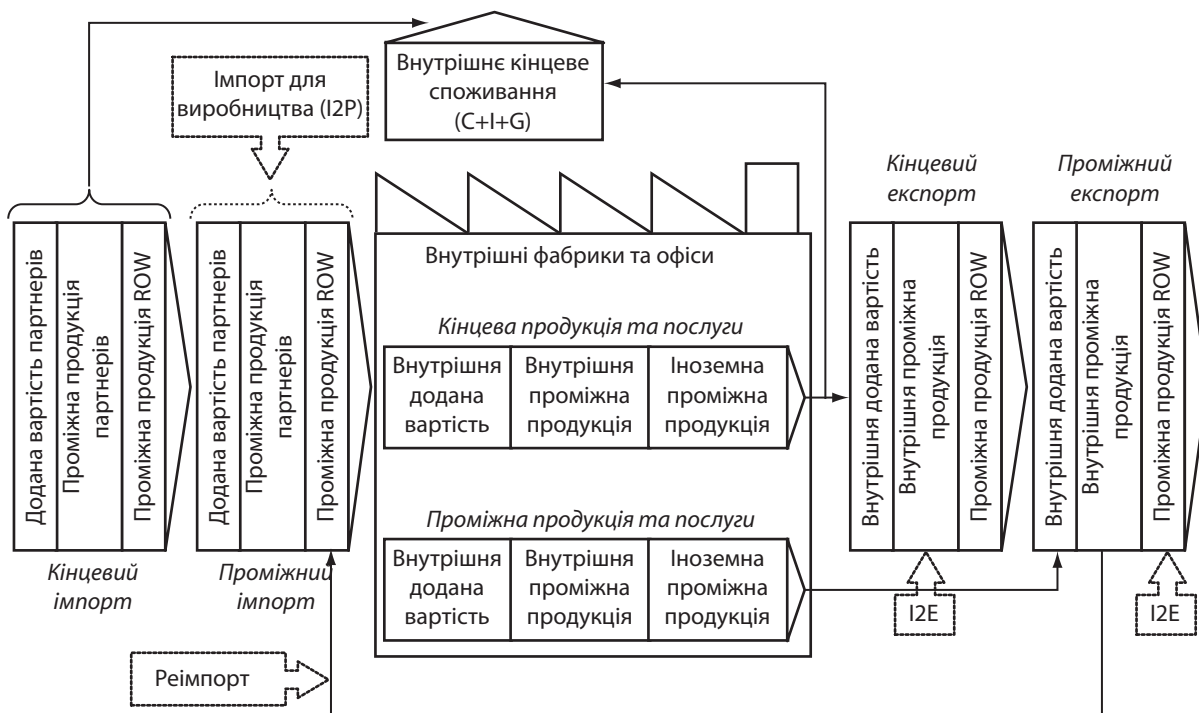 Імпорт для
виробництва (I2P)
Внутрішнє кінцеве
споживання
(C+I+G)
Кінцевий
експорт
Проміжний
експорт
Додана вартість партнерів
Проміжна продукція
партнерів
Проміжна продукція ROW
Додана вартість партнерів
Проміжна продукція
партнерів
Проміжна продукція ROW
Внутрішні фабрики та офіси
Кінцева продукція та послуги
Внутрішня
додана
вартість
Внутрішня
проміжна
продукція
Іноземна
проміжна
продукція
Проміжна продукція та послуги
Внутрішня
додана
вартість
Внутрішня
проміжна
продукція
Іноземна
проміжна
продукція
Внутрішня додана вартість
Внутрішня проміжна
продукція
Проміжна продукція ROW
Внутрішня додана вартість
Внутрішня проміжна
продукція
Проміжна продукція ROW
Кінцевий
імпорт
Проміжний
імпорт
I2E
I2E
Реімпорт